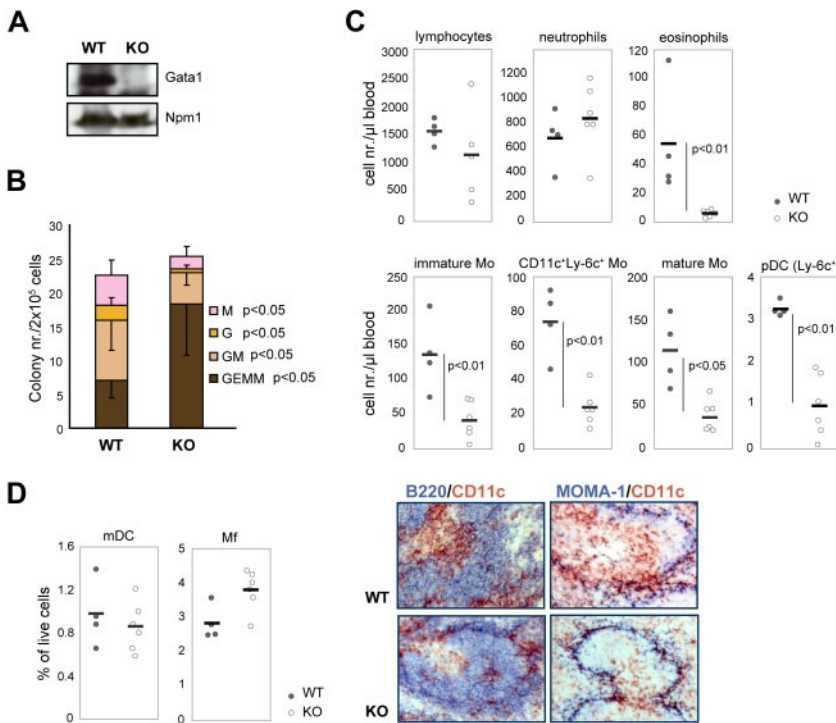 A
WT KO
Gata1
Npm1
B
Colony nr./2x10⁵ cells
30
25
20
15
10
5
0
M p<0.05
G p<0.05
GM p<0.05
GEMM p<0.05
WT KO
C
lymphocytes
neutrophils
eosinophils
cell nr./µl blood
3000
2500
2000
1500
1000
500
0
1200
1000
800
600
400
200
0
120
100
80
60
40
20
0
p<0.01
WT
KO
immature Mo
CD11c⁺Ly-6c⁺ Mo
mature Mo
pDC (Ly-6c⁺
cell nr./µl blood
250
200
150
100
50
0
p<0.01
100
80
60
40
20
0
p<0.01
250
200
150
100
50
0
p<0.05
4
3
2
1
0
p<0.01
D
mDC
Mf
% of live cells
1.6
1.2
0.8
0.4
0
5
4
3
2
1
0
WT
KO
B220/CD11c
MOMA-1/CD11c
WT
KO